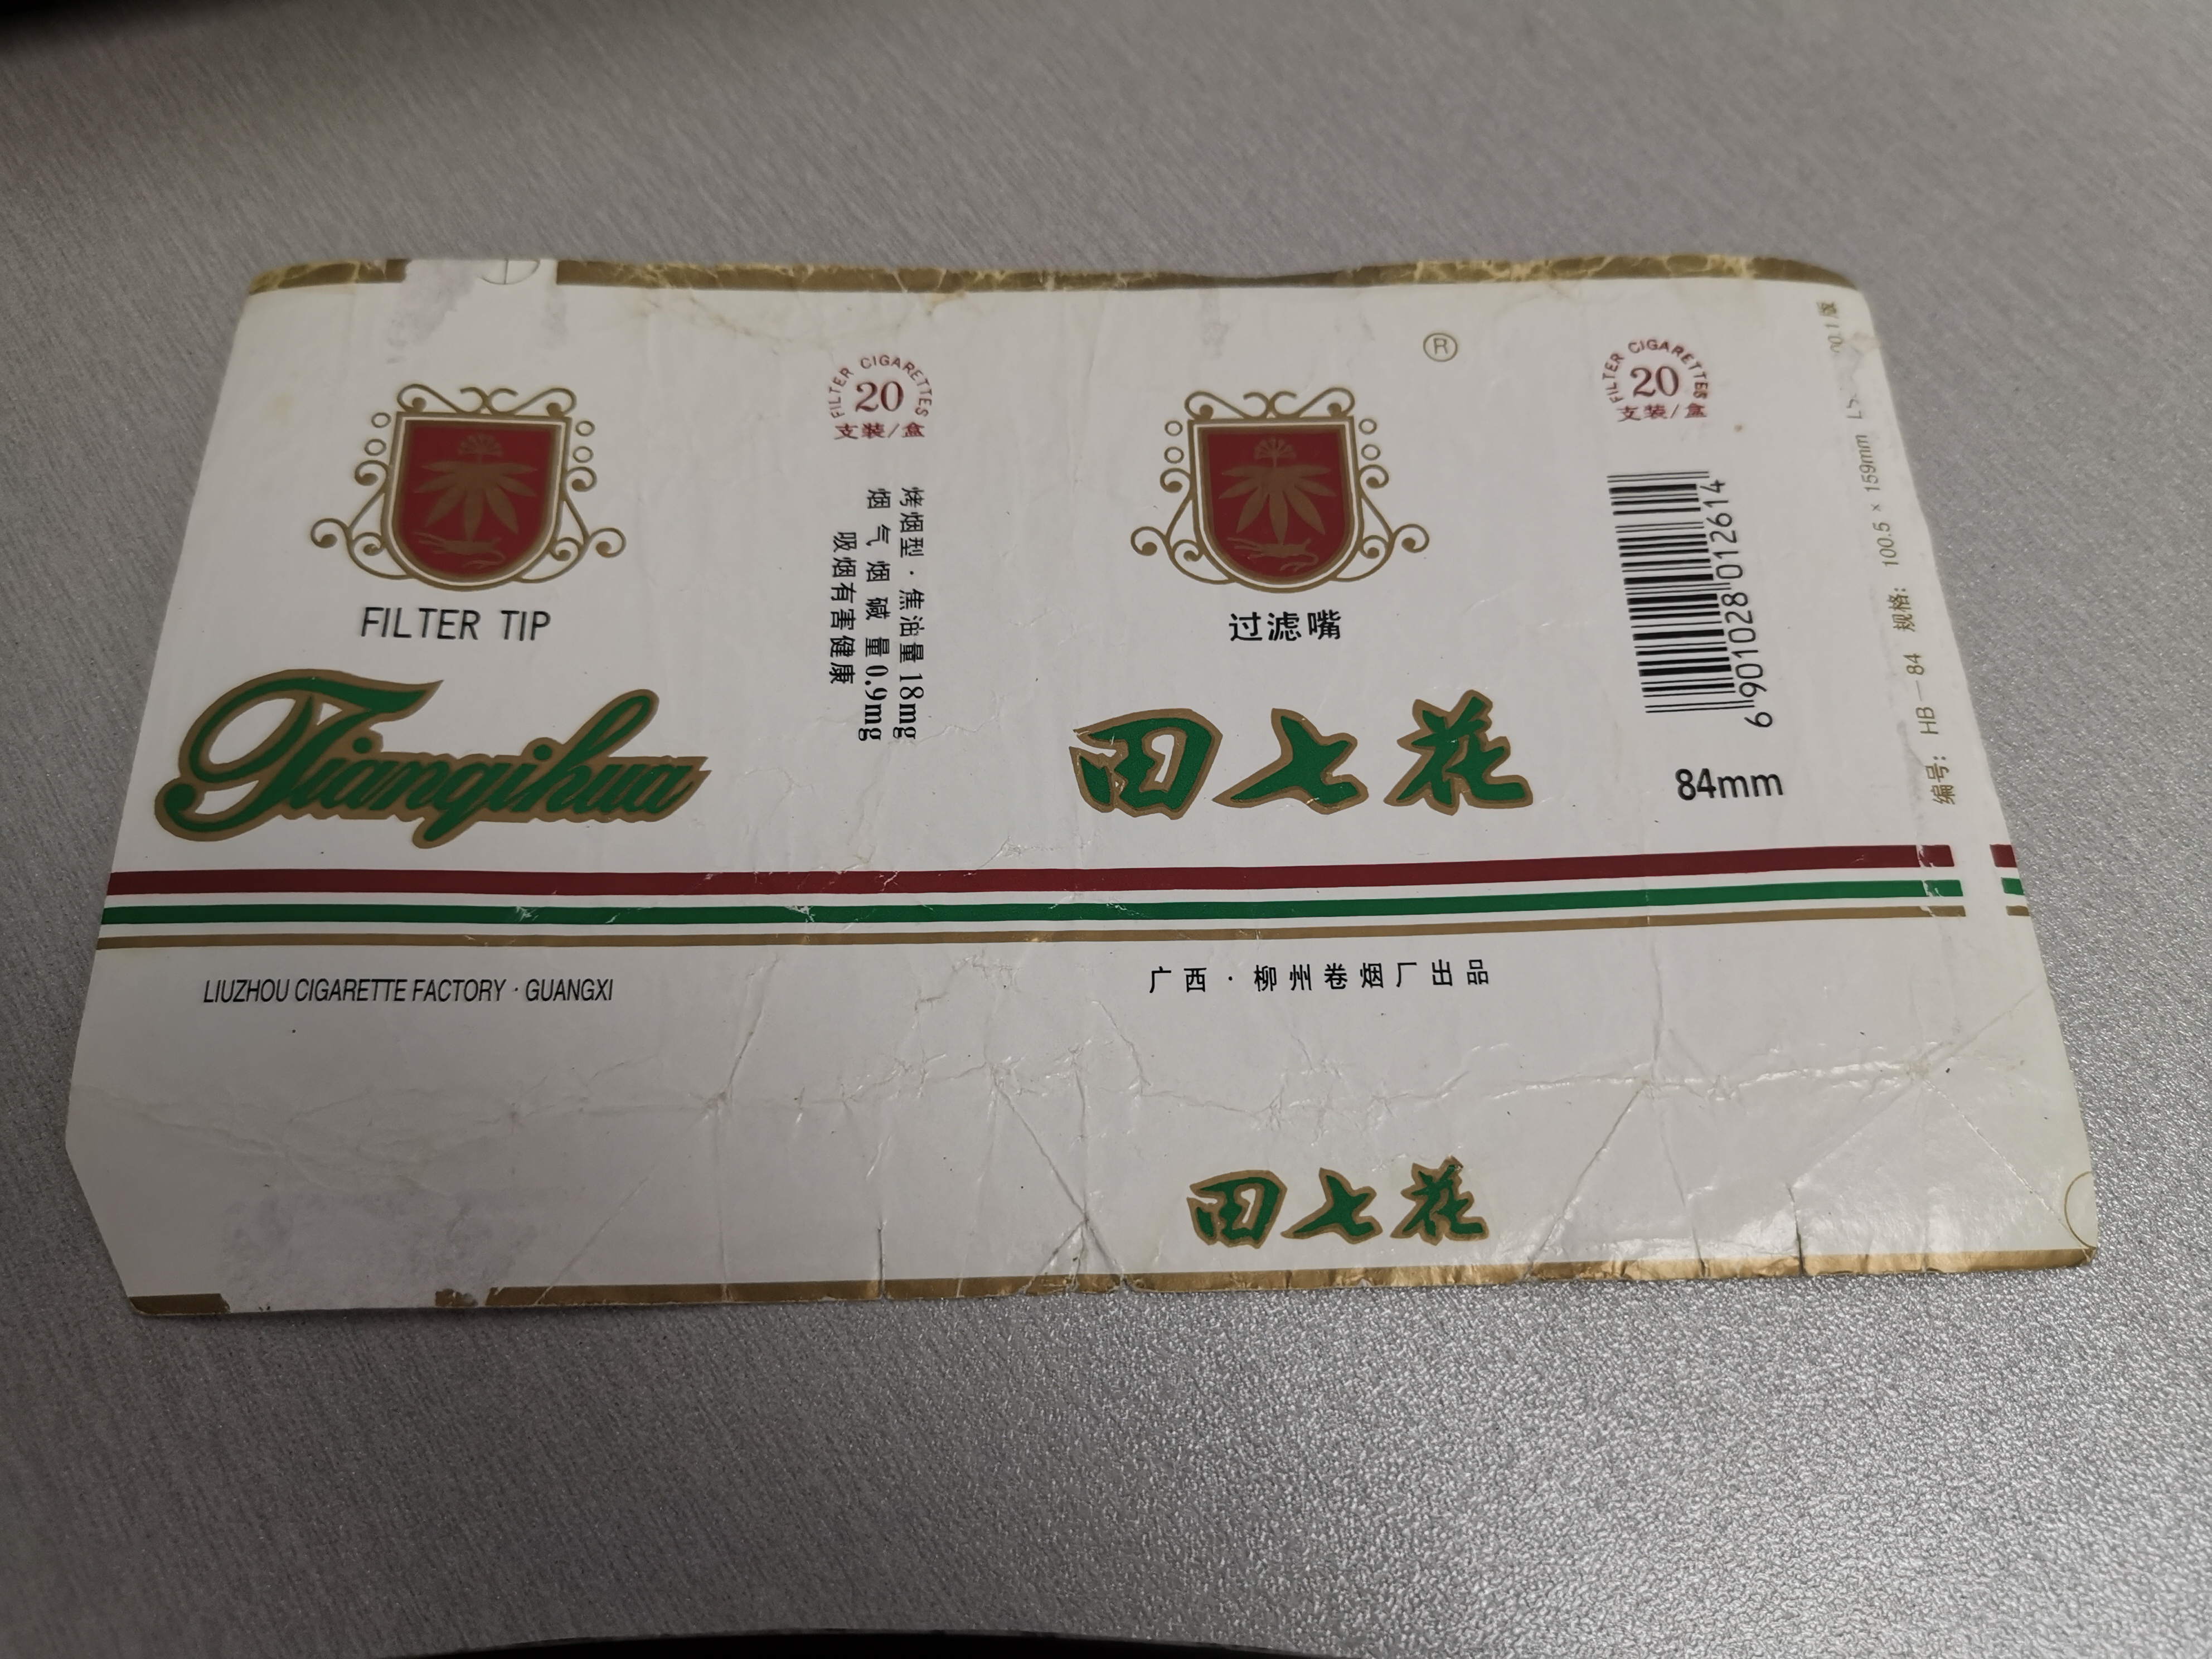 FILTER TIP
Tianqihua
LIUZHOU CIGARETTE FACTORY · GUANGXI
FILTER CIGARETTES
20
支装/盒
烤烟型·焦油量18mg
烟气烟碱量0.9mg
吸烟有害健康
®
过滤嘴
田七花
广西·柳州卷烟厂出品
田七花
FILTER CIGARETTES
20
支装/盒
6 901028 012614
84mm
编号: HB-84 规格: 100.5×159mm